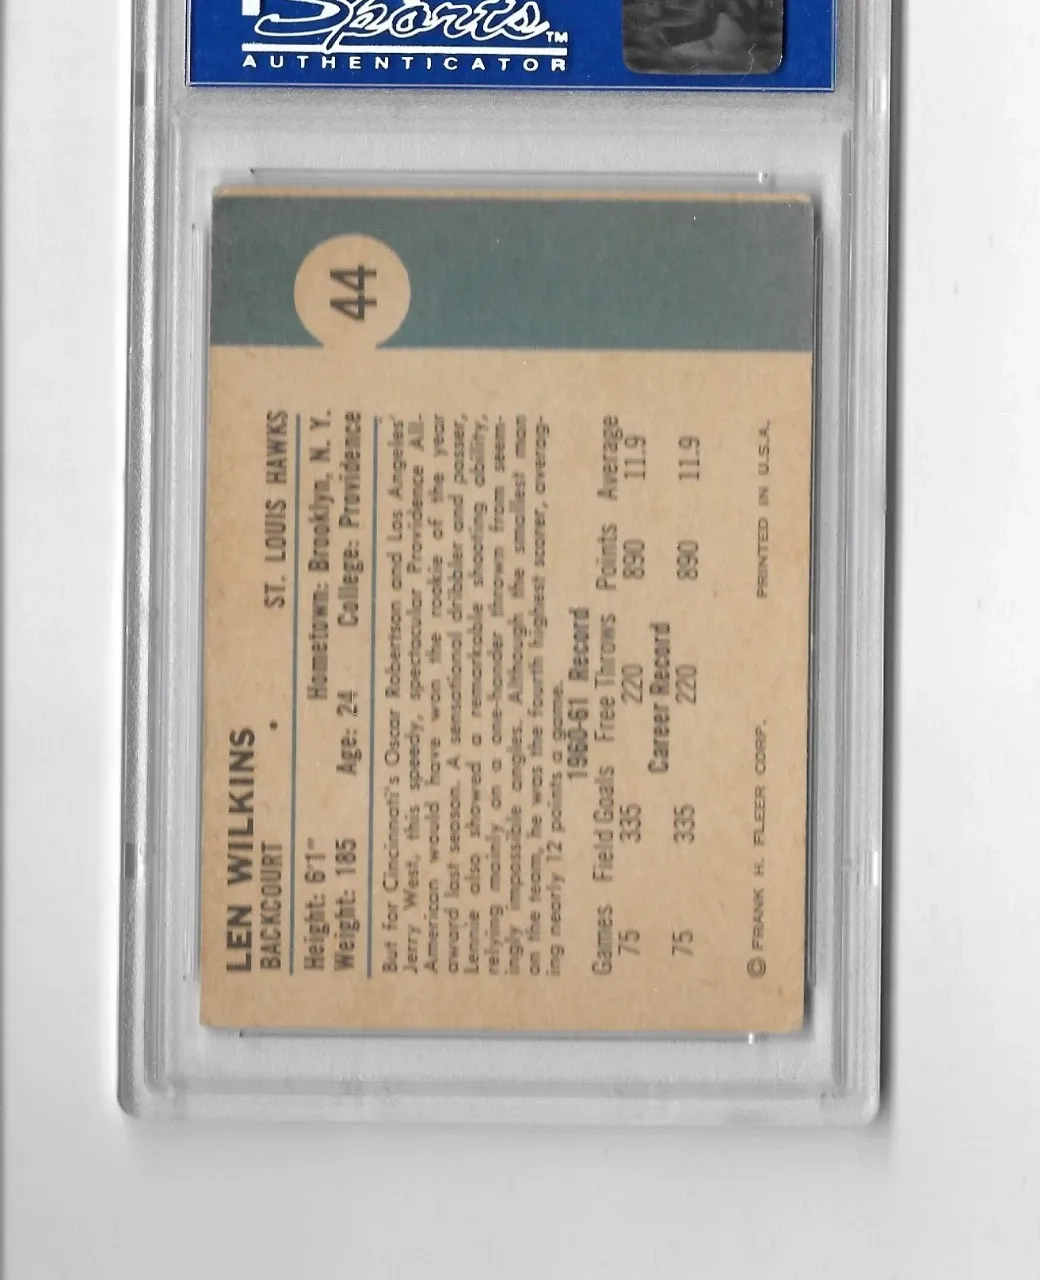 Sports™
AUTHENTICATOR
44
LEN WILKINS
BACKCOURT • ST. LOUIS HAWKS
Height: 6'1" Hometown: Brooklyn, N. Y.
Weight: 185 Age: 24 College: Providence
But for Cincinnati's Oscar Robertson and Los Angeles'
Jerry West, this speedy, spectacular Providence All-
American would have won the rookie of the year
award last season. A sensational dribbler and passer,
Lennie also showed a remarkable shooting ability,
relying mainly on a one-hander thrown from seem-
ingly impossible angles. Although the smallest man
on the team, he was the fourth highest scorer, averag-
ing nearly 12 points a game.
1960-61 Record
Games Field Goals Free Throws Points Average
75 335 220 890 11.9
Career Record
75 335 220 890 11.9
© FRANK H. FLEER CORP. PRINTED IN U.S.A.